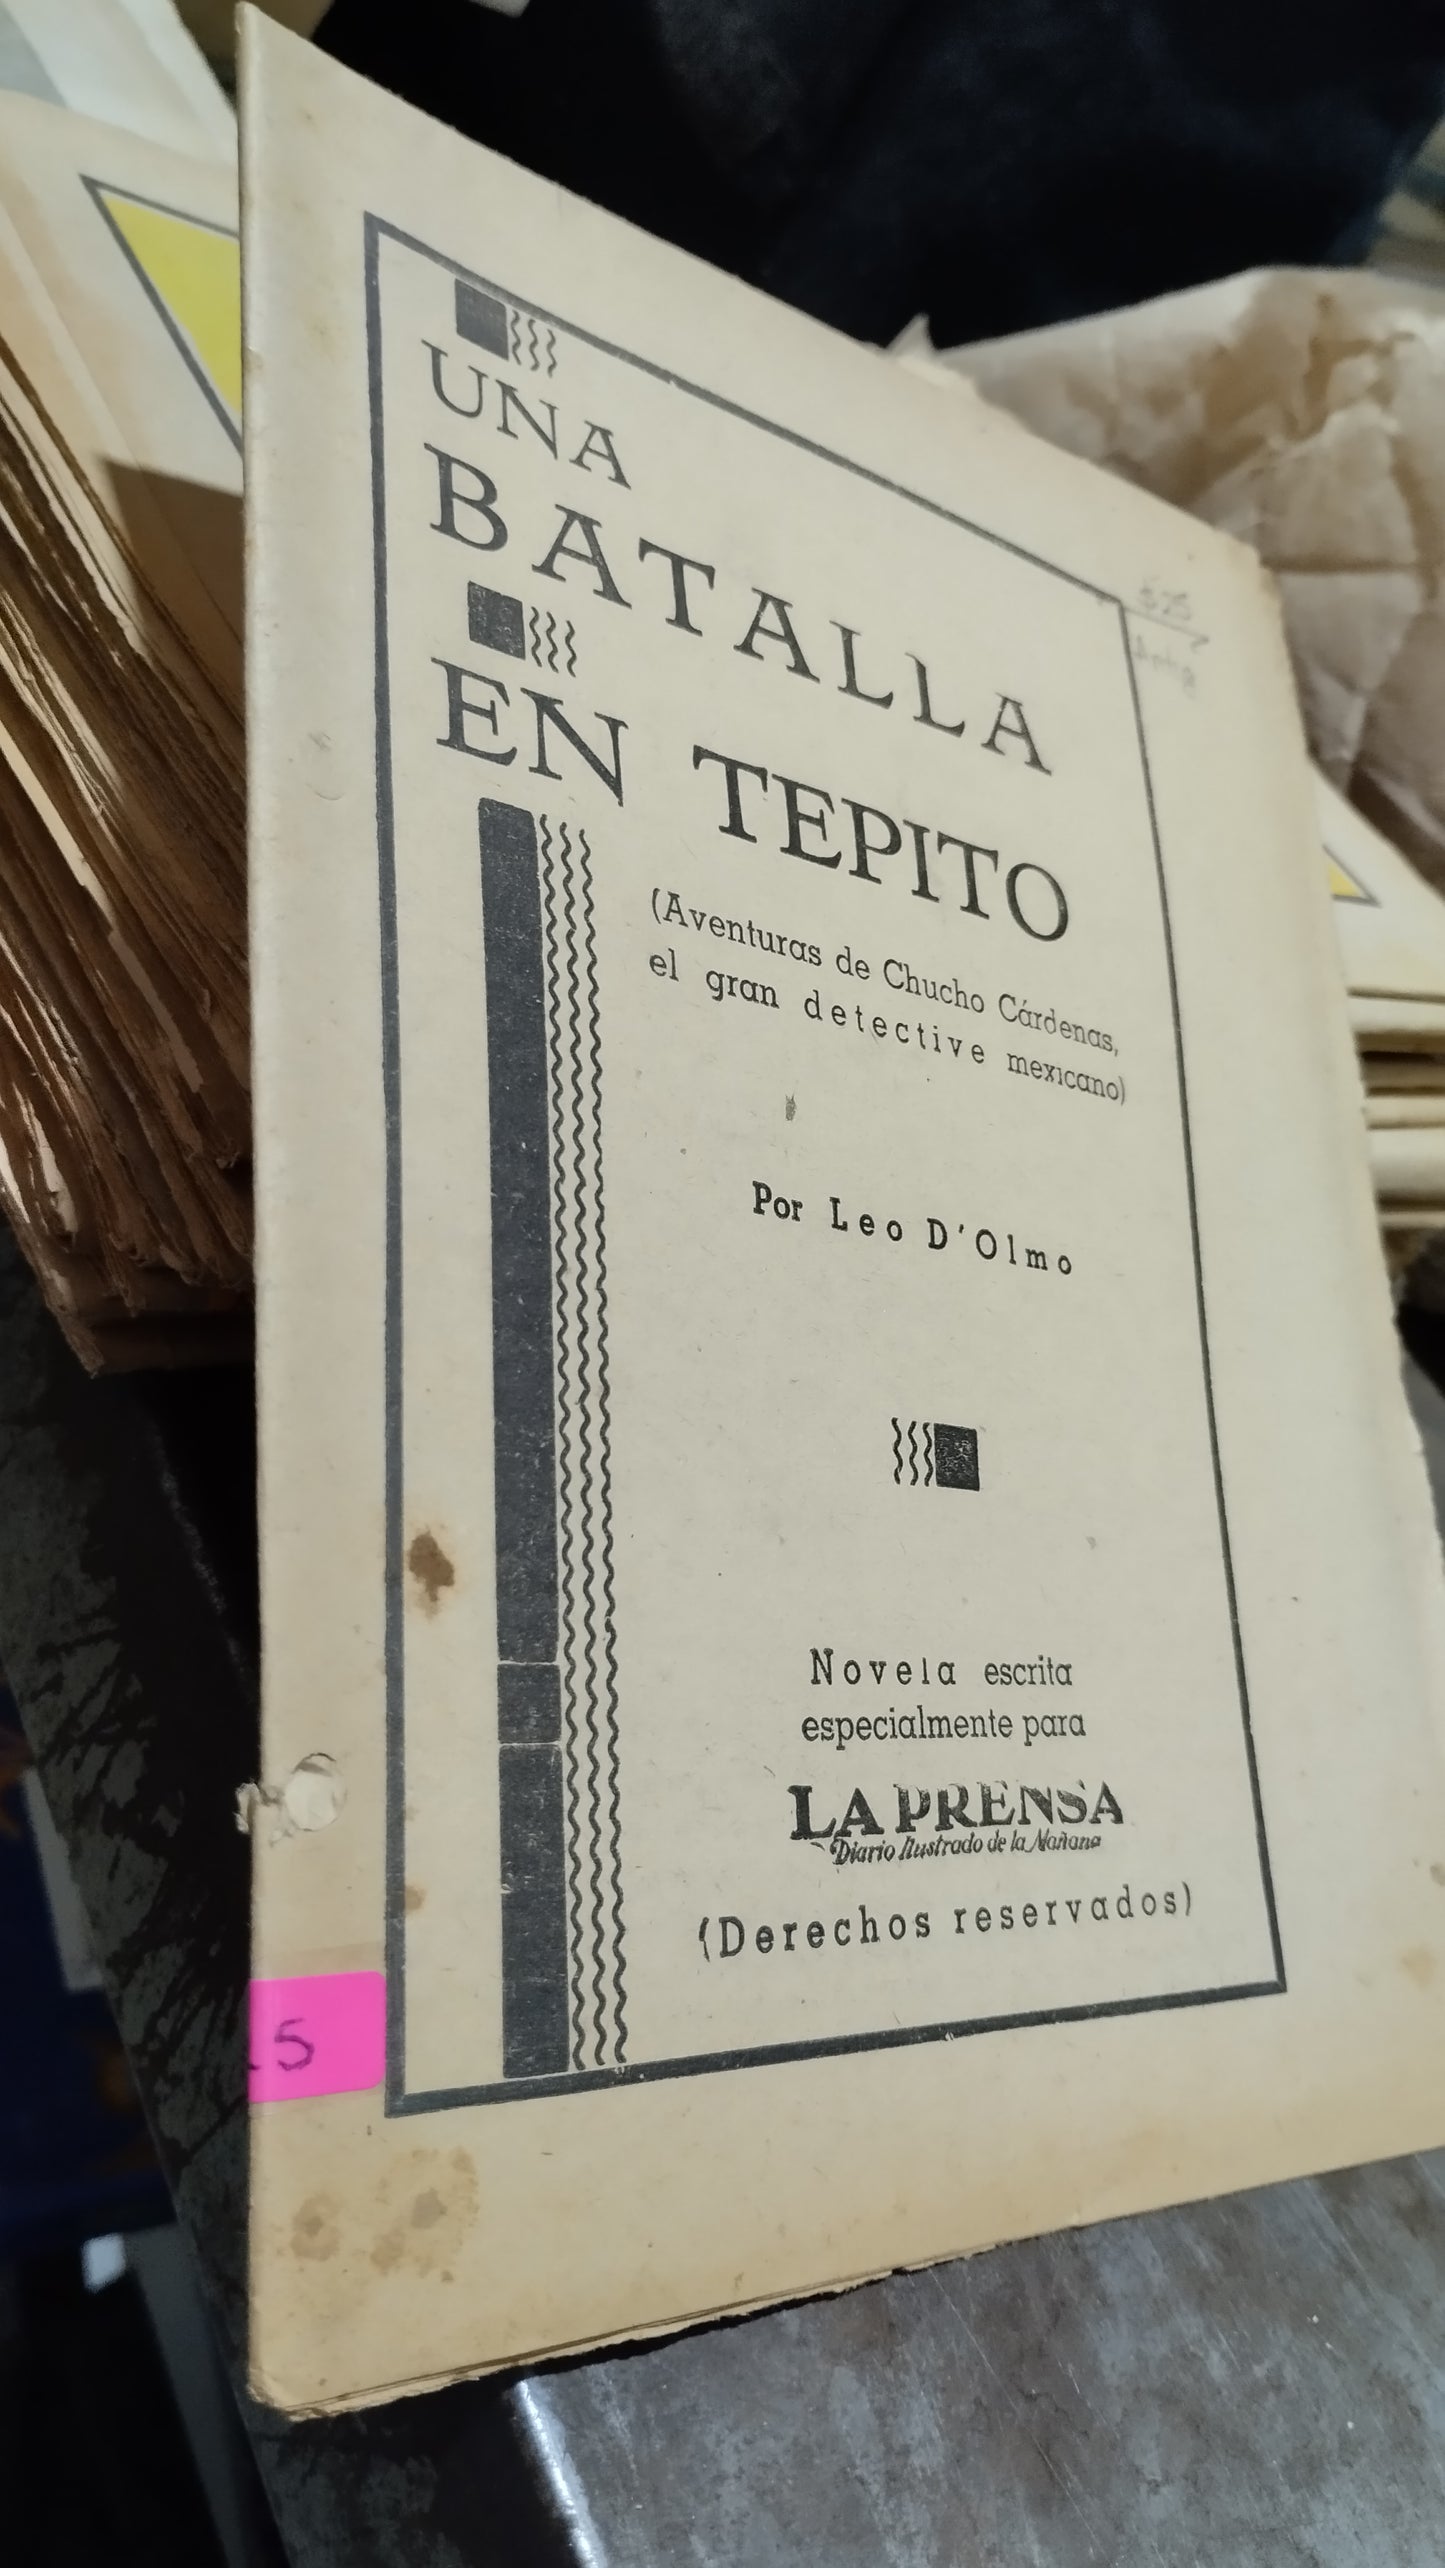 UNA
BATALLA
EN TEPITO
(Aventuras de Chucho Cárdenas,
el gran detective mexicano)
Por Leo D'Olmo
Novela escrita
especialmente para
LA PRENSA
Diario Ilustrado de la Mañana
(Derechos reservados)
5